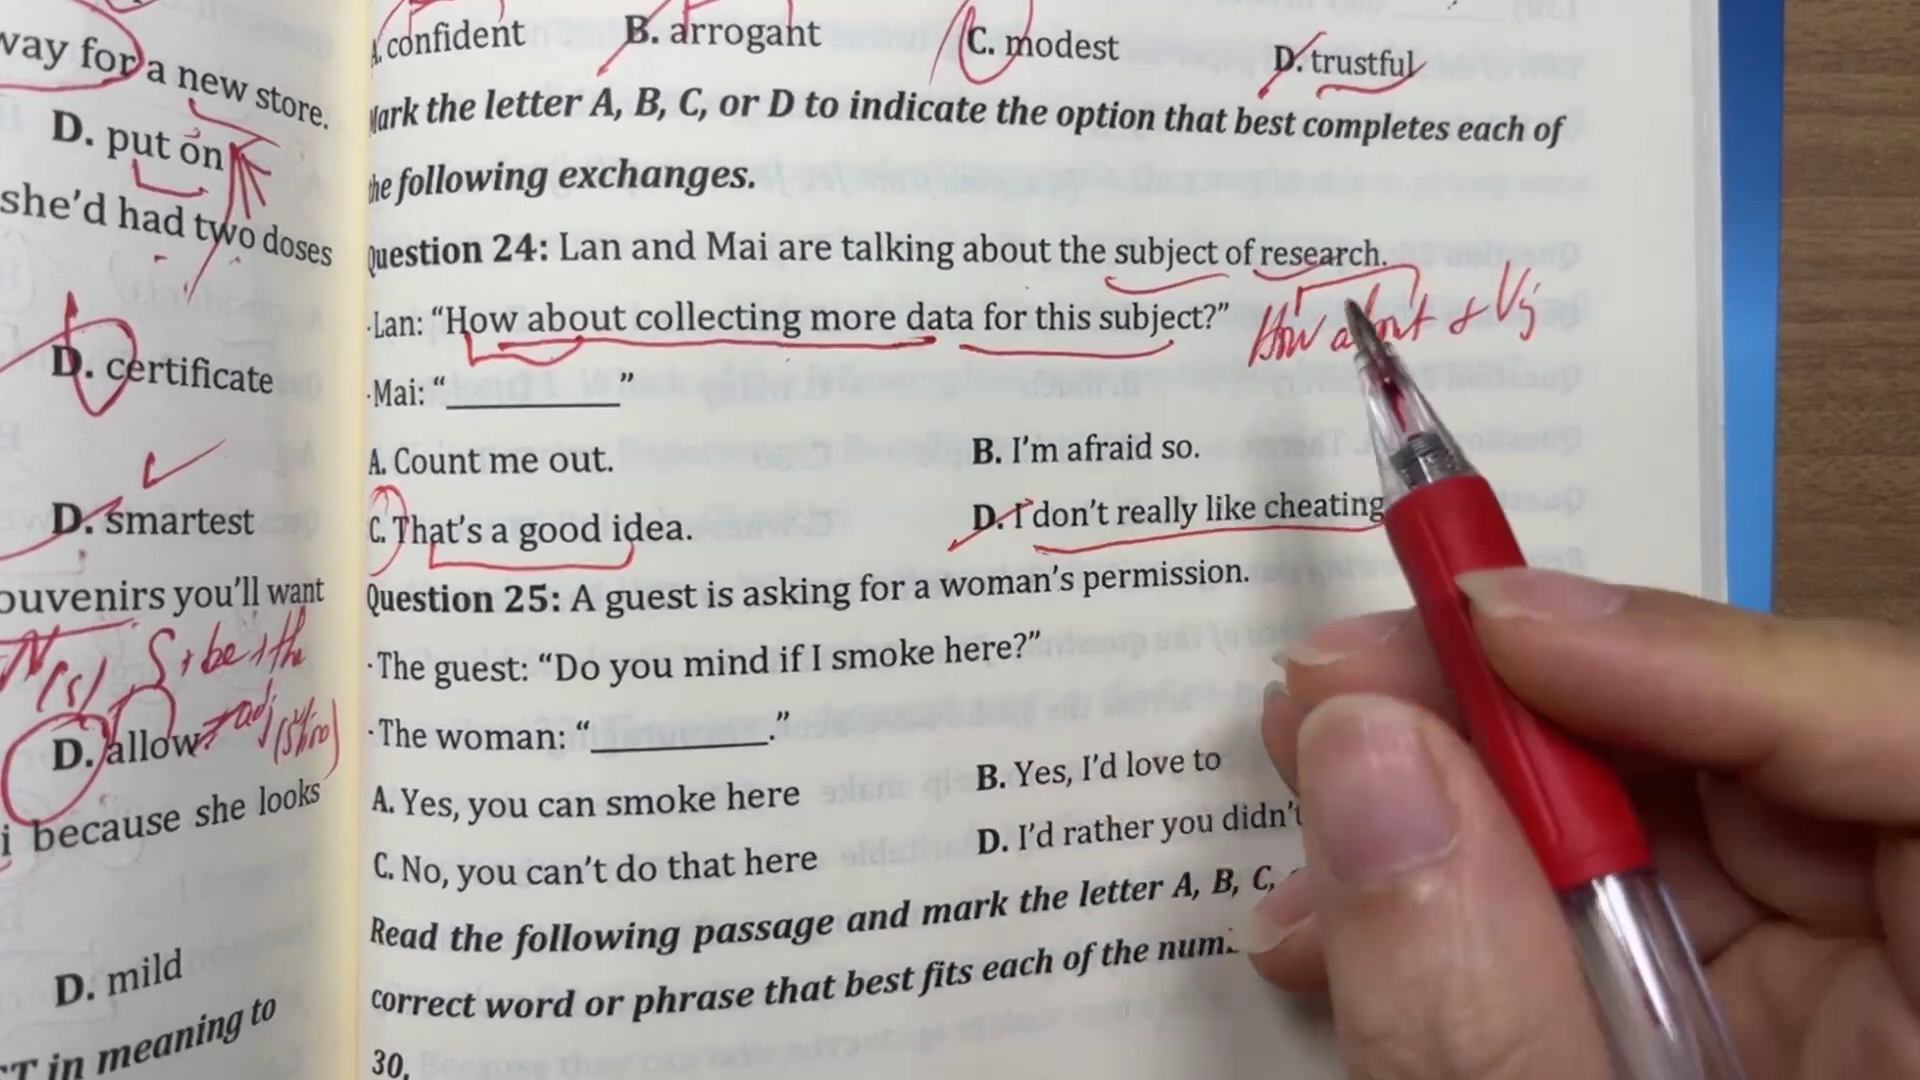 way for a new store.
D. put on
she'd had two doses
D. certificate
D. smartest
ouvenirs you'll want
N(s) S + be + the
adj
D. allow
i because she looks
D. mild
T in meaning to
A. confident B. arrogant C. modest D. trustful
Mark the letter A, B, C, or D to indicate the option that best completes each of
the following exchanges.
Question 24: Lan and Mai are talking about the subject of research.
·Lan: “How about collecting more data for this subject?” How about + Ving
·Mai: “__________”
A. Count me out. B. I'm afraid so.
C. That's a good idea. D. I don't really like cheating
Question 25: A guest is asking for a woman's permission.
·The guest: “Do you mind if I smoke here?”
·The woman: “__________.”
A. Yes, you can smoke here B. Yes, I'd love to
C. No, you can't do that here D. I'd rather you didn't
Read the following passage and mark the letter A, B, C,
correct word or phrase that best fits each of the num
30.